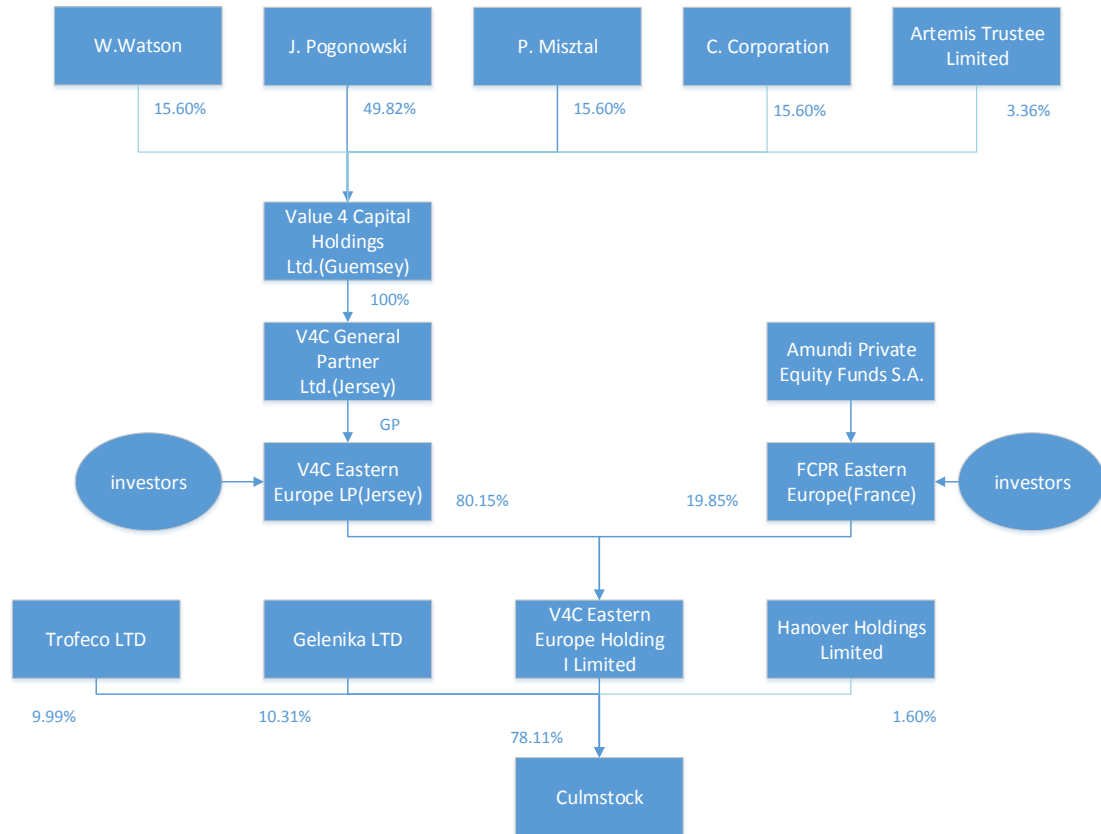 W.Watson
J. Pogonowski
P. Misztal
C. Corporation
Artemis Trustee
Limited
15.60%
49.82%
15.60%
15.60%
3.36%
Value 4 Capital
Holdings
Ltd.(Guemsey)
100%
V4C General
Partner
Ltd.(Jersey)
Amundi Private
Equity Funds S.A.
GP
investors
V4C Eastern
Europe LP(Jersey)
80.15%
19.85%
FCPR Eastern
Europe(France)
investors
Trofeco LTD
Gelenika LTD
V4C Eastern
Europe Holding
I Limited
Hanover Holdings
Limited
9.99%
10.31%
78.11%
1.60%
Culmstock